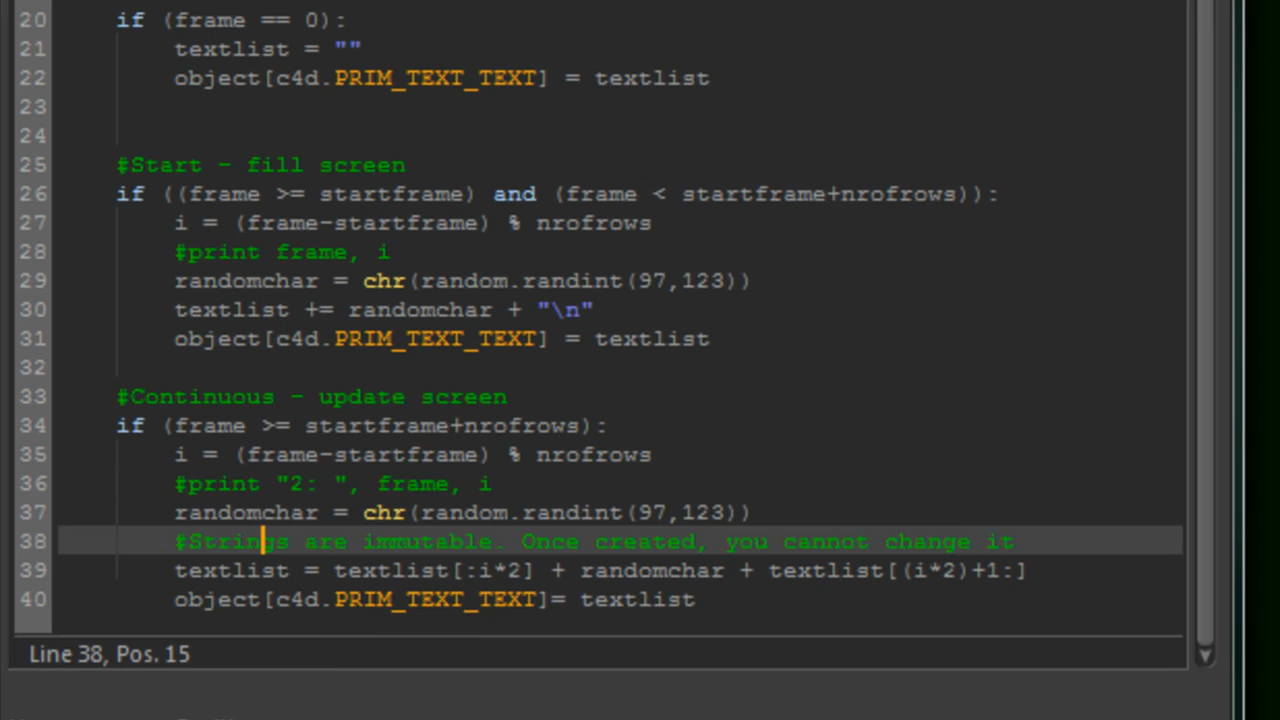 20 if (frame == 0):
21 textlist = ""
22 object[c4d.PRIM_TEXT_TEXT] = textlist
23
24
25 #Start - fill screen
26 if ((frame >= startframe) and (frame < startframe+nrofrows)):
27 i = (frame-startframe) % nrofrows
28 #print frame, i
29 randomchar = chr(random.randint(97,123))
30 textlist += randomchar + "\n"
31 object[c4d.PRIM_TEXT_TEXT] = textlist
32
33 #Continuous - update screen
34 if (frame >= startframe+nrofrows):
35 i = (frame-startframe) % nrofrows
36 #print "2: ", frame, i
37 randomchar = chr(random.randint(97,123))
38 #Strings are immutable. Once created, you cannot change it
39 textlist = textlist[:i*2] + randomchar + textlist[(i*2)+1:]
40 object[c4d.PRIM_TEXT_TEXT]= textlist
Line 38, Pos. 15